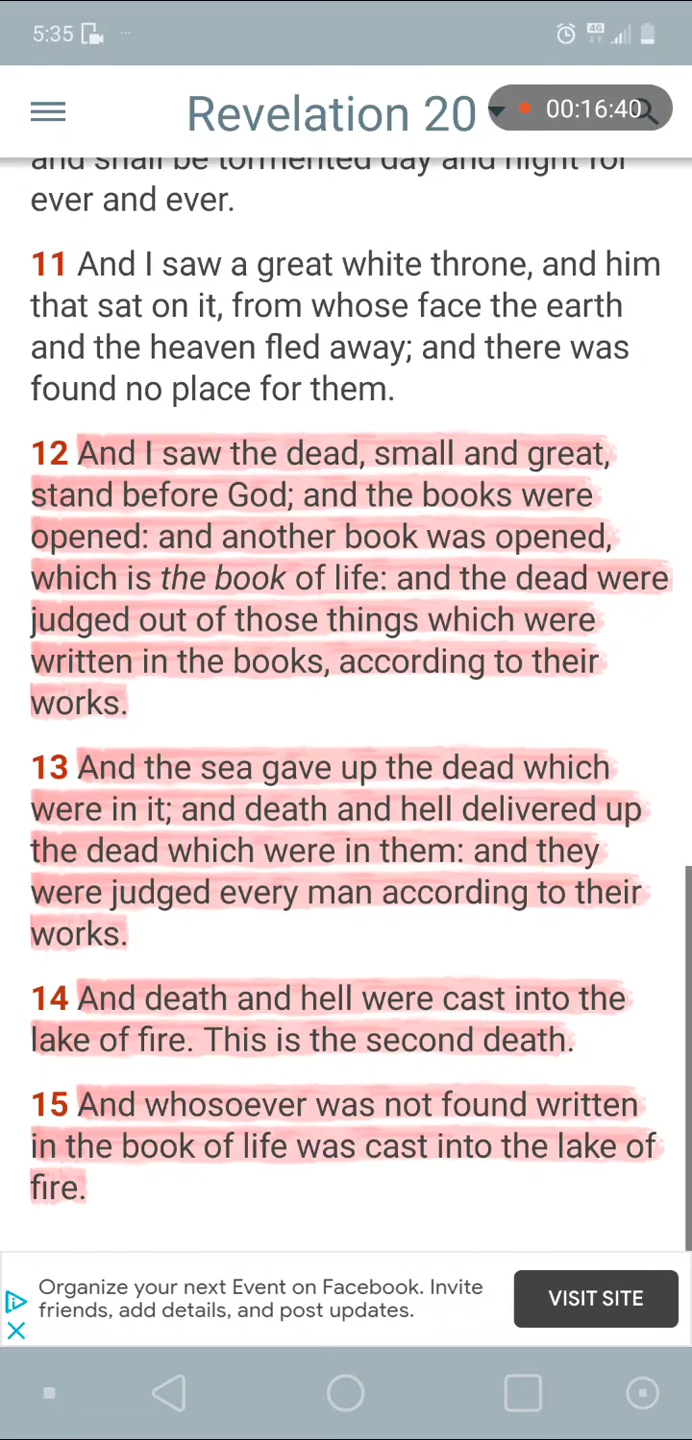 5:35
4G
Revelation 20
00:16:40
and shall be tormented day and night for
ever and ever.
11 And I saw a great white throne, and him
that sat on it, from whose face the earth
and the heaven fled away; and there was
found no place for them.
12 And I saw the dead, small and great,
stand before God; and the books were
opened: and another book was opened,
which is the book of life: and the dead were
judged out of those things which were
written in the books, according to their
works.
13 And the sea gave up the dead which
were in it; and death and hell delivered up
the dead which were in them: and they
were judged every man according to their
works.
14 And death and hell were cast into the
lake of fire. This is the second death.
15 And whosoever was not found written
in the book of life was cast into the lake of
fire.
Organize your next Event on Facebook. Invite
friends, add details, and post updates.
VISIT SITE